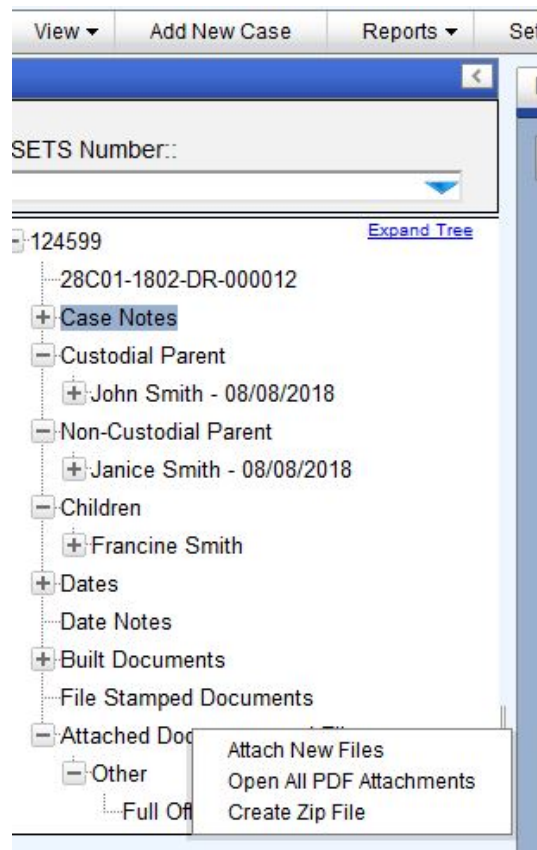 View Add New Case Reports Set
SETS Number::
Expand Tree
124599
28C01-1802-DR-000012
Case Notes
Custodial Parent
John Smith - 08/08/2018
Non-Custodial Parent
Janice Smith - 08/08/2018
Children
Francine Smith
Dates
Date Notes
Built Documents
File Stamped Documents
Attached Doc
Attach New Files
Other
Open All PDF Attachments
Full Off
Create Zip File